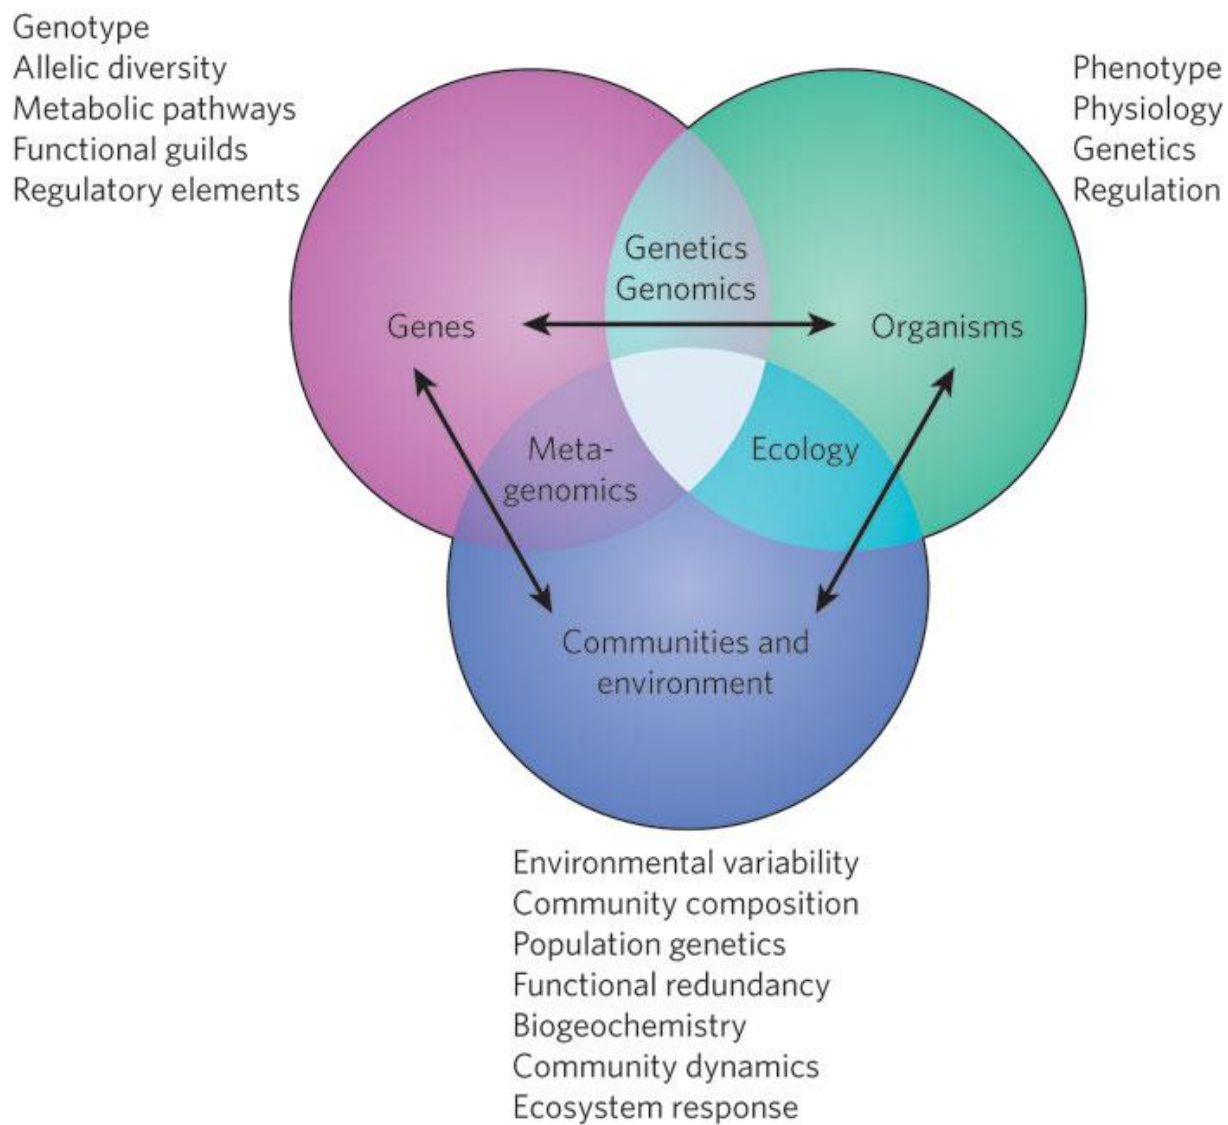 Genotype
Allelic diversity
Metabolic pathways
Functional guilds
Regulatory elements
Phenotype
Physiology
Genetics
Regulation
Genetics
Genomics
Genes
Organisms
Meta-
genomics
Ecology
Communities and
environment
Environmental variability
Community composition
Population genetics
Functional redundancy
Biogeochemistry
Community dynamics
Ecosystem response